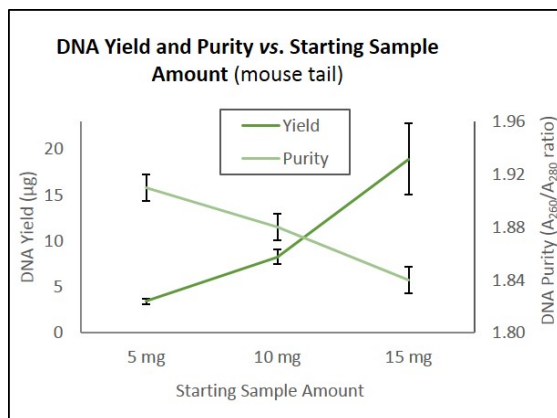 DNA Yield and Purity vs. Starting Sample
Amount (mouse tail)
Yield
Purity
DNA Yield (µg)
20
15
10
5
0
1.96
1.92
1.88
1.84
1.80
DNA Purity (A260/A280 ratio)
5 mg
10 mg
15 mg
Starting Sample Amount